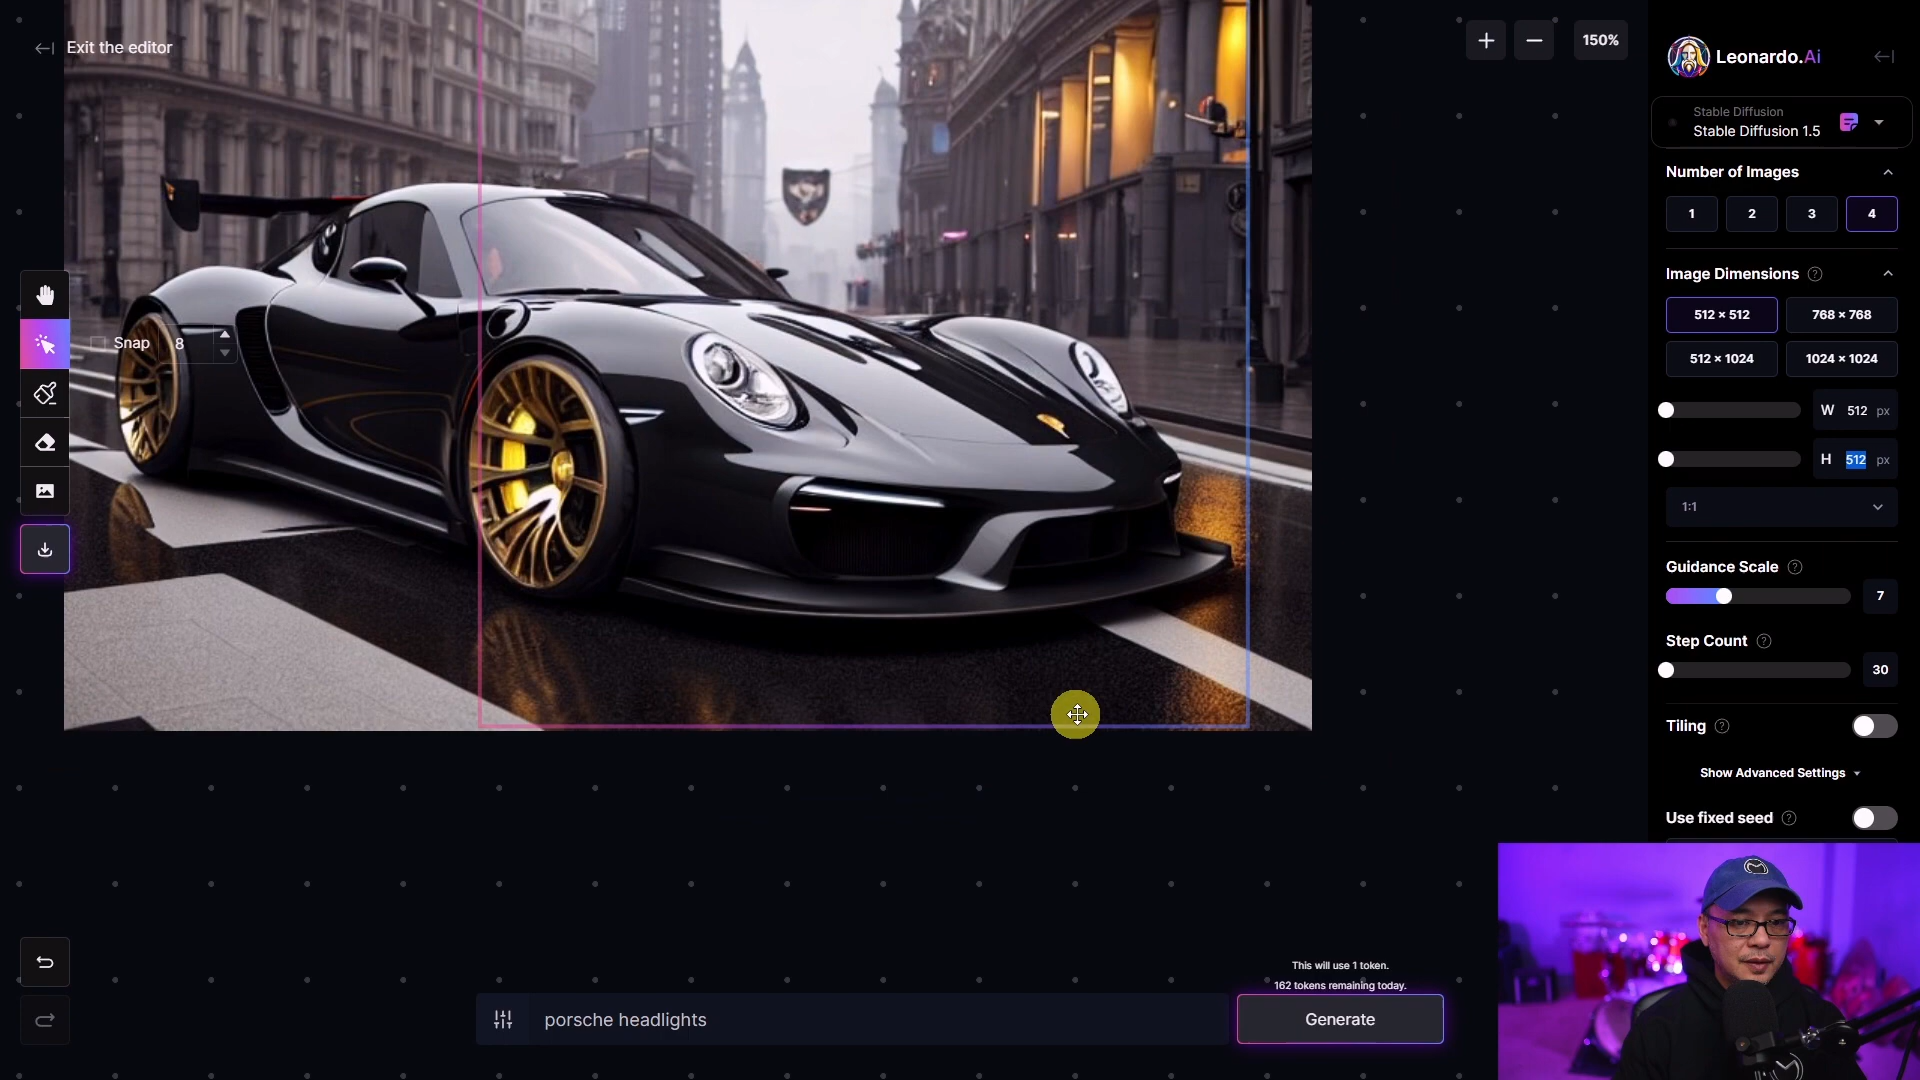 Exit the editor
150%
Leonardo.Ai
Stable Diffusion
Stable Diffusion 1.5
Number of Images
1
2
3
4
Image Dimensions
512 × 512
768 × 768
512 × 1024
1024 × 1024
W 512 px
H 512 px
1:1
Guidance Scale
7
Step Count
30
Tiling
Show Advanced Settings
Use fixed seed
Snap 8
This will use 1 token.
162 tokens remaining today.
porsche headlights
Generate